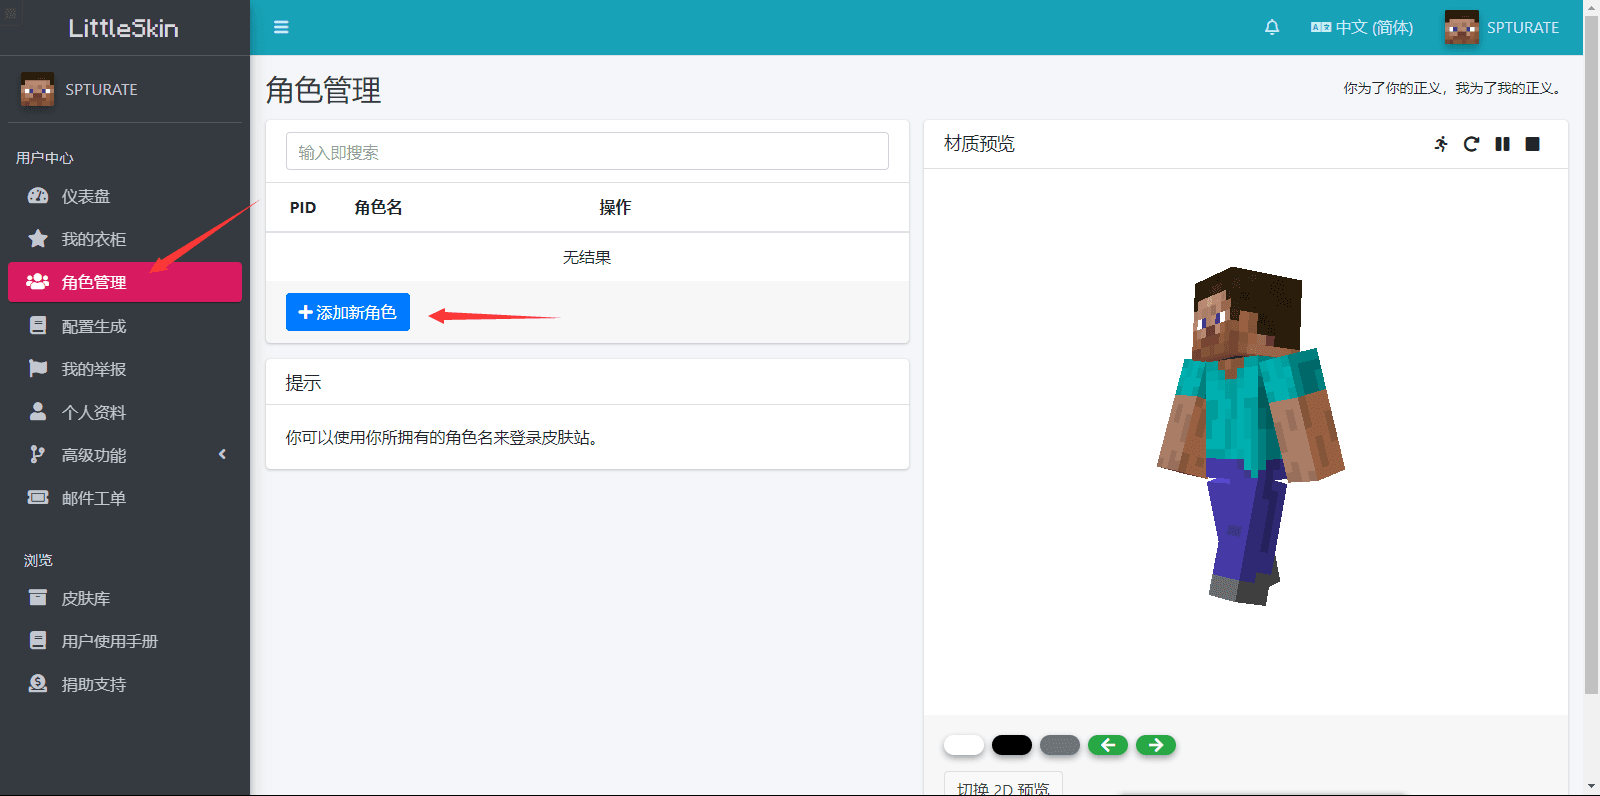 LittleSkin
中文 (简体)
SPTURATE
SPTURATE
用户中心
仪表盘
我的衣柜
角色管理
配置生成
我的举报
个人资料
高级功能
邮件工单
浏览
皮肤库
用户使用手册
捐助支持
角色管理
你为了你的正义，我为了我的正义。
输入即搜索
PID 角色名 操作
无结果
添加新角色
提示
你可以使用你所拥有的角色名来登录皮肤站。
材质预览
切换 2D 预览